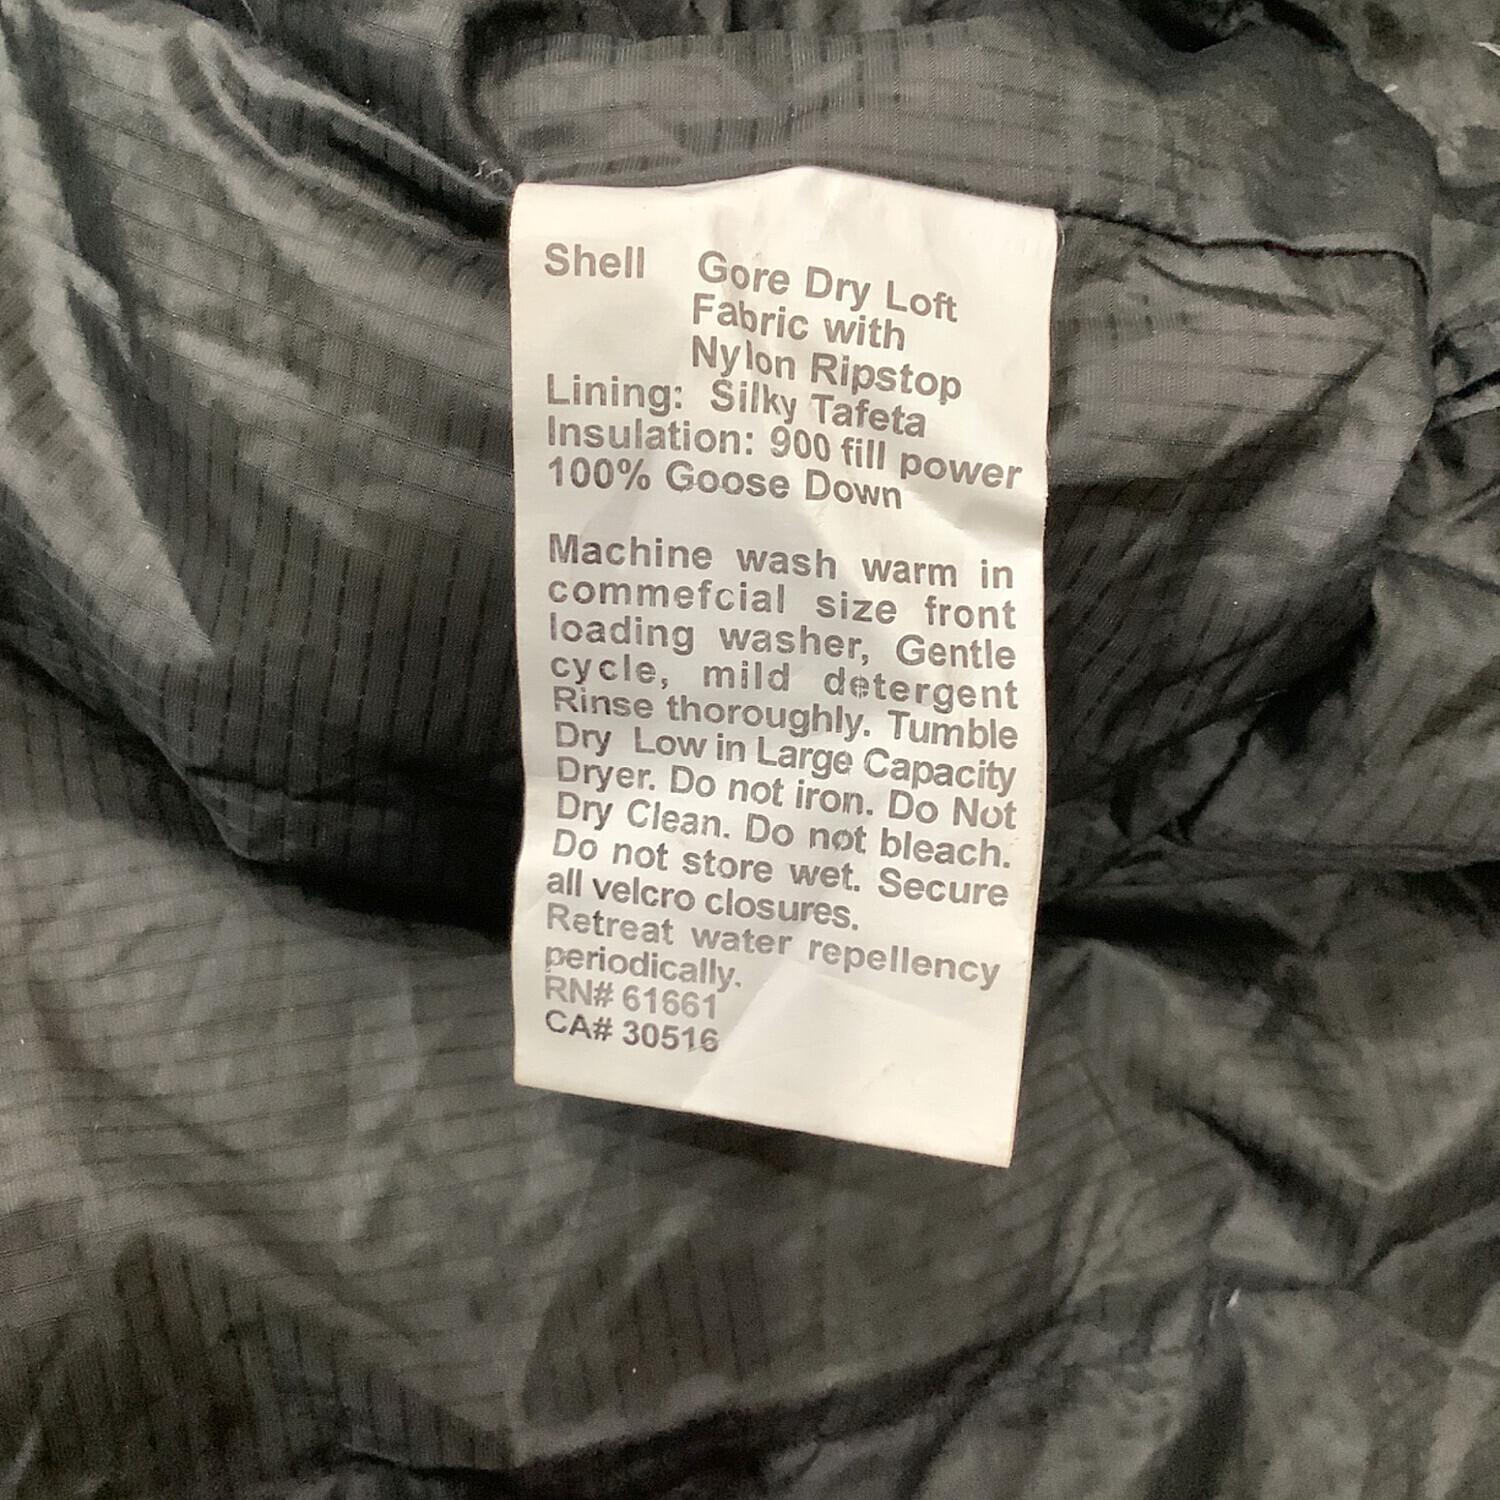 Shell Gore Dry Loft
Fabric with
Nylon Ripstop
Lining: Silky Tafeta
Insulation: 900 fill power
100% Goose Down
Machine wash warm in
commefcial size front
loading washer, Gentle
cycle, mild detergent
Rinse thoroughly. Tumble
Dry Low in Large Capacity
Dryer. Do not iron. Do Not
Dry Clean. Do not bleach.
Do not store wet. Secure
all velcro closures.
Retreat water repellency
periodically.
RN# 61661
CA# 30516